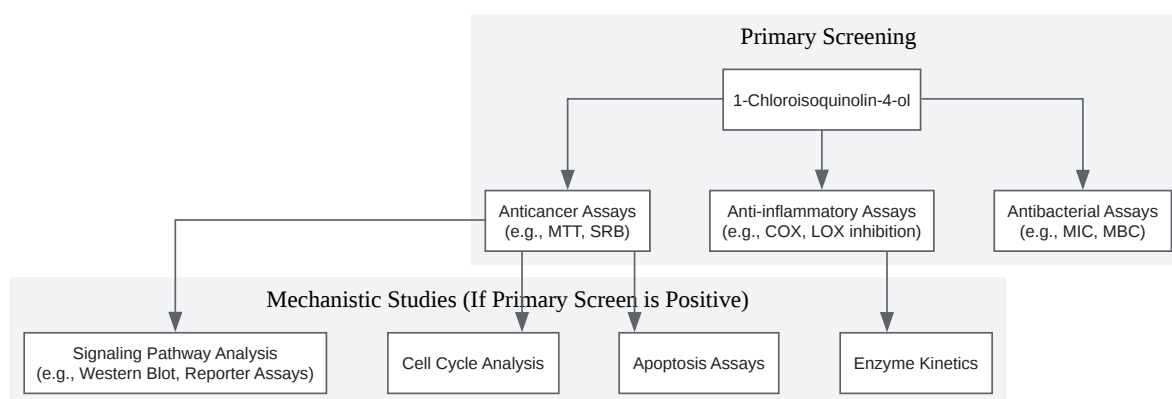 Primary Screening
1-Chloroisoquinolin-4-ol
Anticancer Assays
(e.g., MTT, SRB)
Anti-inflammatory Assays
(e.g., COX, LOX inhibition)
Antibacterial Assays
(e.g., MIC, MBC)
Mechanistic Studies (If Primary Screen is Positive)
Signaling Pathway Analysis
(e.g., Western Blot, Reporter Assays)
Cell Cycle Analysis
Apoptosis Assays
Enzyme Kinetics